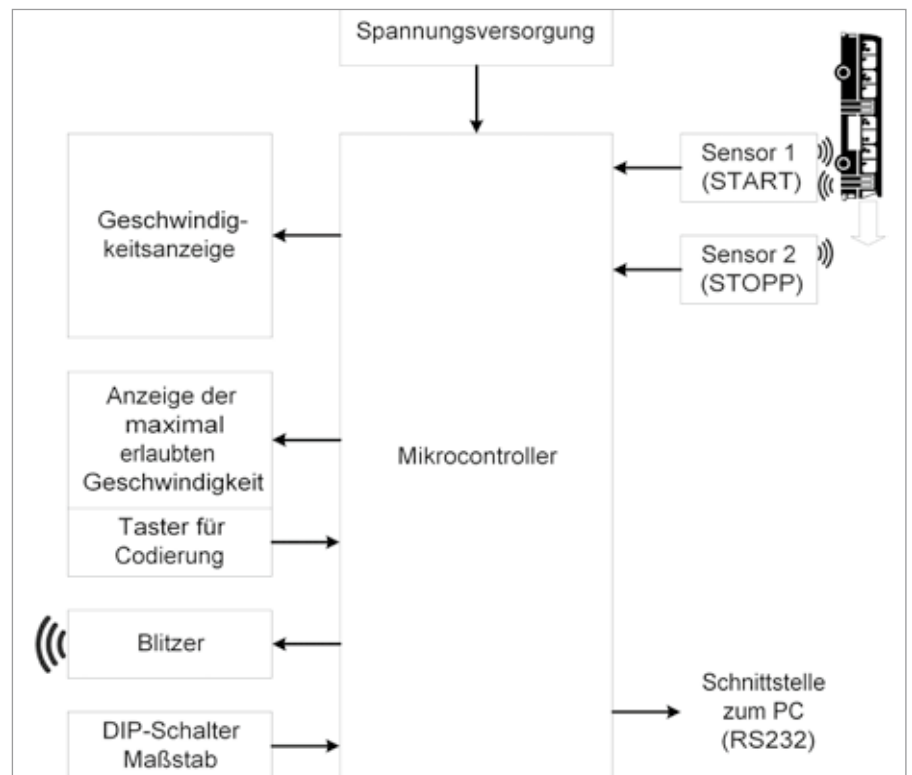 Spannungsversorgung
Geschwindig-
keitsanzeige
Anzeige der
maximal
erlaubten
Geschwindigkeit
Taster für
Codierung
Blitzer
DIP-Schalter
Maßstab
Mikrocontroller
Sensor 1
(START)
Sensor 2
(STOPP)
Schnittstelle
zum PC
(RS232)